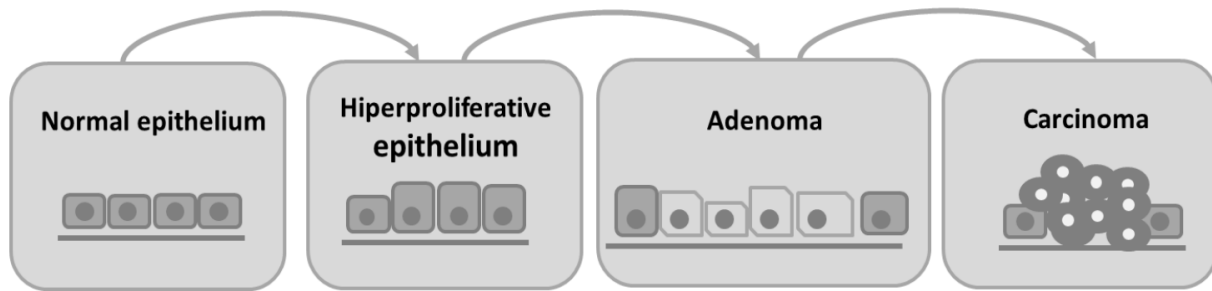 Normal epithelium
Hiperproliferative
epithelium
Adenoma
Carcinoma